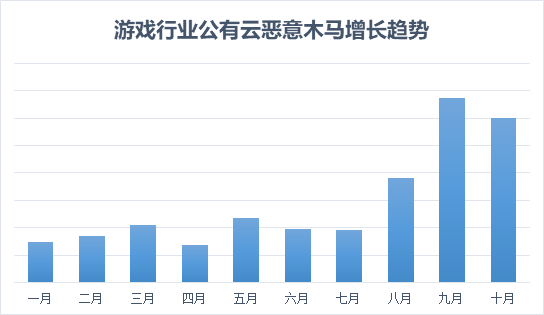 游戏行业公有云恶意木马增长趋势
一月 二月 三月 四月 五月 六月 七月 八月 九月 十月